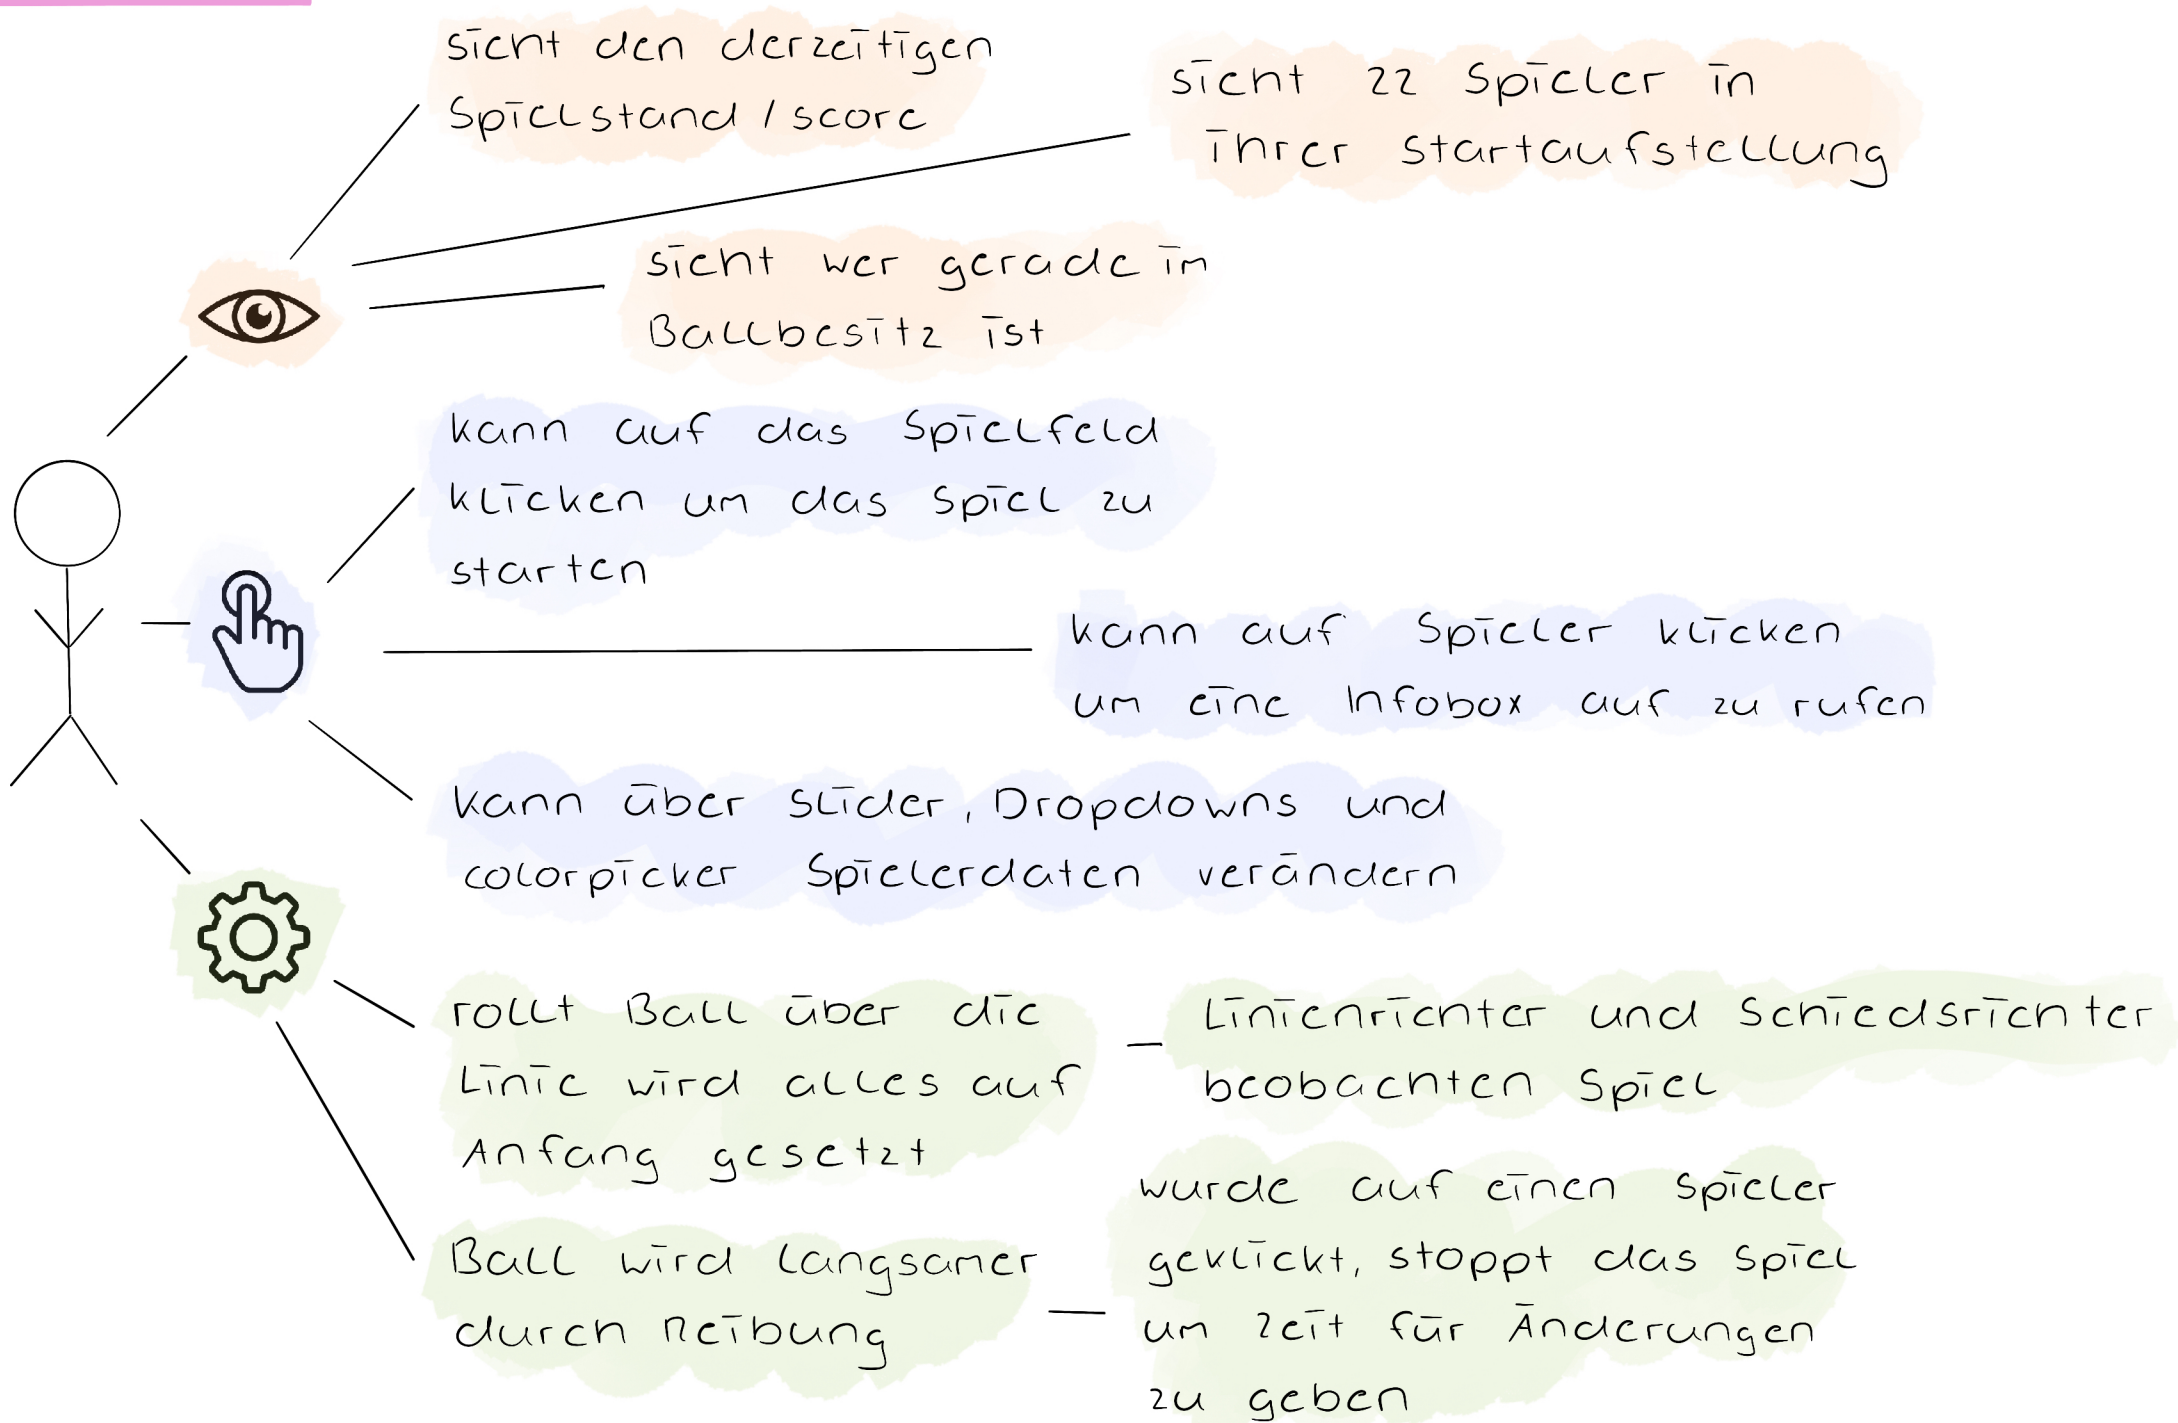 sieht den derzeitigen
Spielstand / score
sieht 22 Spieler in
ihrer Startaufstellung
sieht wer gerade im
Ballbesitz ist
kann auf das Spielfeld
klicken um das Spiel zu
starten
kann auf Spieler klicken
um eine Infobox auf zu rufen
kann über Slider, Dropdowns und
colorpicker Spielerdaten verändern
rollt Ball über die
Linie wird alles auf
Anfang gesetzt
Linienrichter und Schiedsrichter
beobachten Spiel
Ball wird langsamer
durch Reibung
wurde auf einen Spieler
geklickt, stoppt das Spiel
um Zeit für Änderungen
zu geben